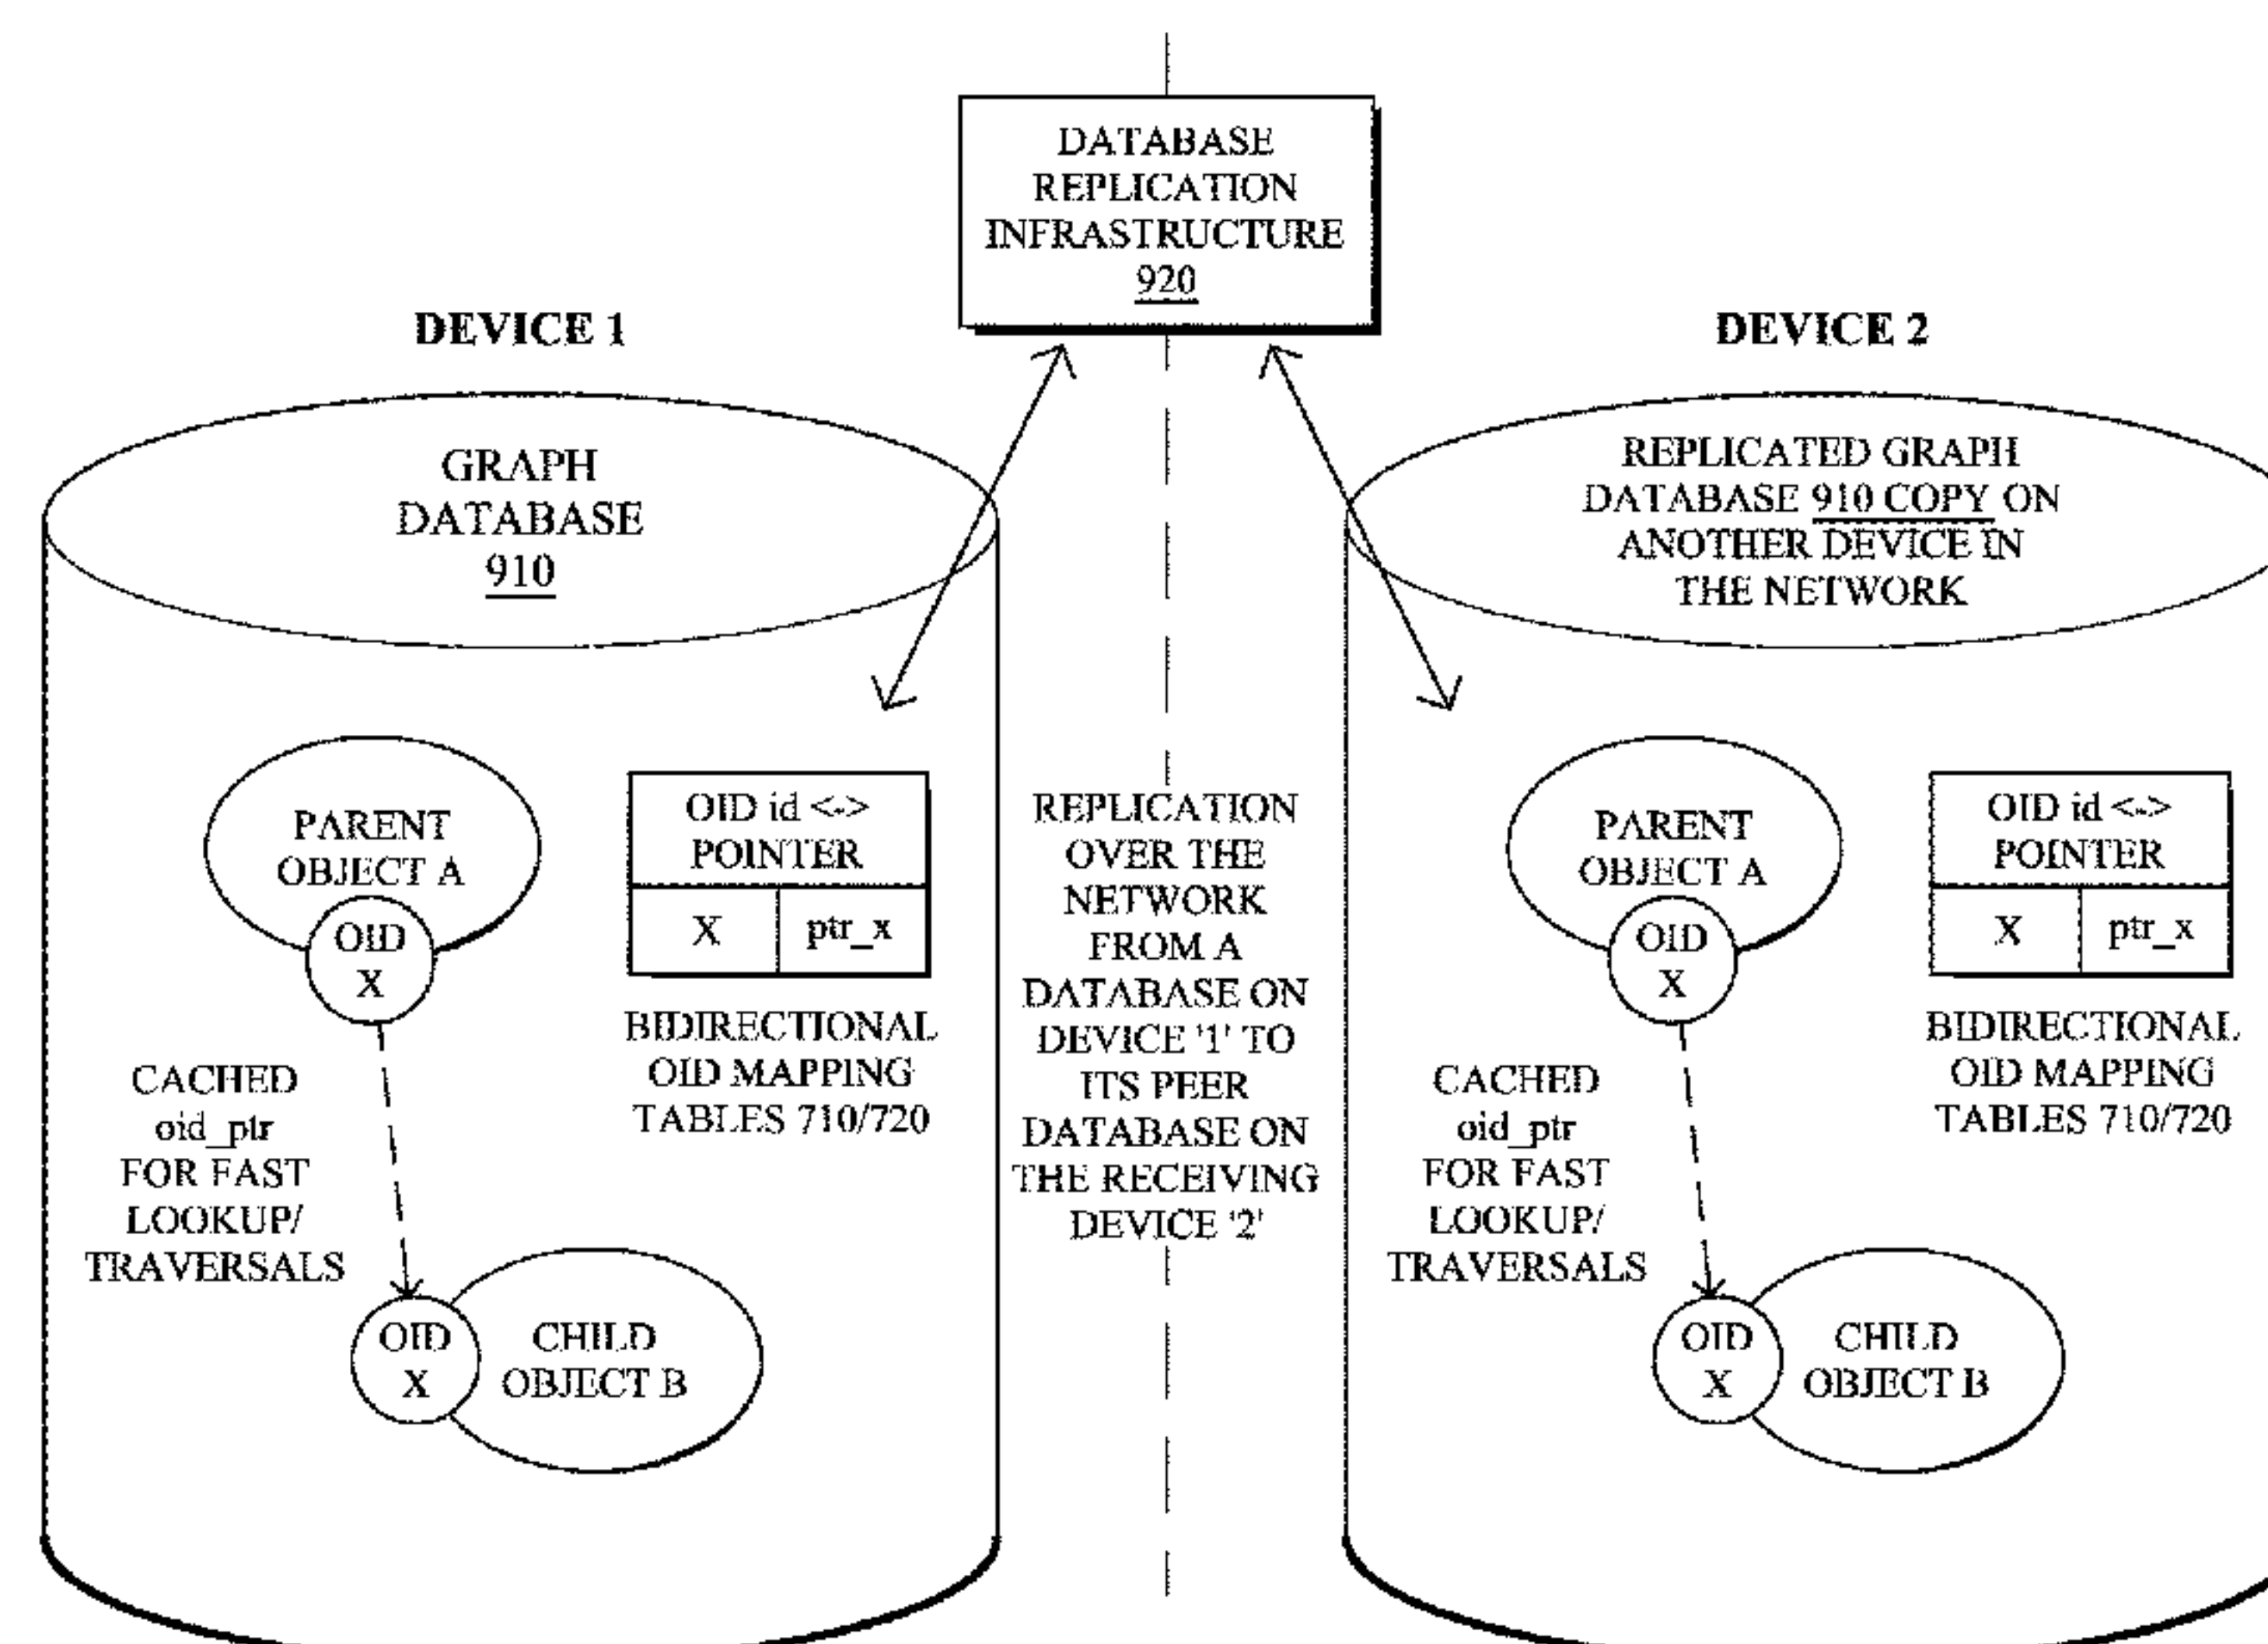 DATABASE
REPLICATION
INFRASTRUCTURE
920
DEVICE 1
GRAPH
DATABASE
910
PARENT
OBJECT A
OID
X
OID id <-> 
POINTER
X ptr_x
BIDIRECTIONAL
OID MAPPING
TABLES 710/720
CACHED
oid_ptr
FOR FAST
LOOKUP/
TRAVERSALS
OID
X
CHILD
OBJECT B
REPLICATION
OVER THE
NETWORK
FROM A
DATABASE ON
DEVICE '1' TO
ITS PEER
DATABASE ON
THE RECEIVING
DEVICE '2'
DEVICE 2
REPLICATED GRAPH
DATABASE 910 COPY ON
ANOTHER DEVICE IN
THE NETWORK
PARENT
OBJECT A
OID
X
OID id <->
POINTER
X ptr_x
BIDIRECTIONAL
OID MAPPING
TABLES 710/720
CACHED
oid_ptr
FOR FAST
LOOKUP/
TRAVERSALS
OID
X
CHILD
OBJECT B